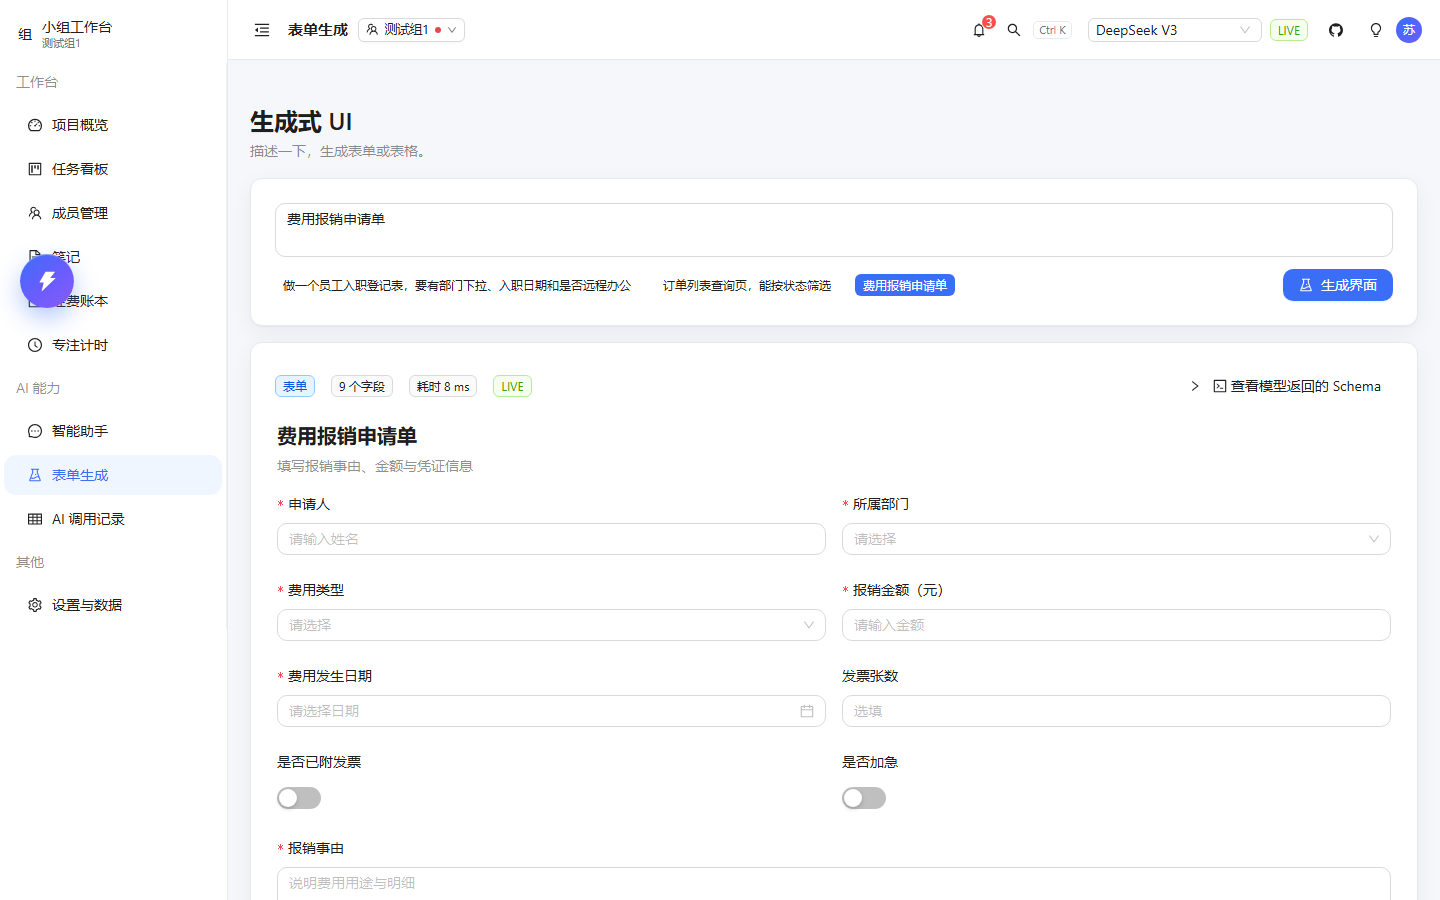 组
小组工作台
测试组1
工作台
项目概览
任务看板
成员管理
笔记
费账本
专注计时
AI 能力
智能助手
表单生成
AI 调用记录
其他
设置与数据
表单生成
测试组1
3
Ctrl K
DeepSeek V3
LIVE
苏
生成式 UI
描述一下，生成表单或表格。
费用报销申请单
做一个员工入职登记表，要有部门下拉、入职日期和是否远程办公
订单列表查询页，能按状态筛选
费用报销申请单
生成界面
表单
9 个字段
耗时 8 ms
LIVE
查看模型返回的 Schema
费用报销申请单
填写报销事由、金额与凭证信息
* 申请人
请输入姓名
* 所属部门
请选择
* 费用类型
请选择
* 报销金额（元）
请输入金额
* 费用发生日期
请选择日期
发票张数
选填
是否已附发票
是否加急
* 报销事由
说明费用用途与明细